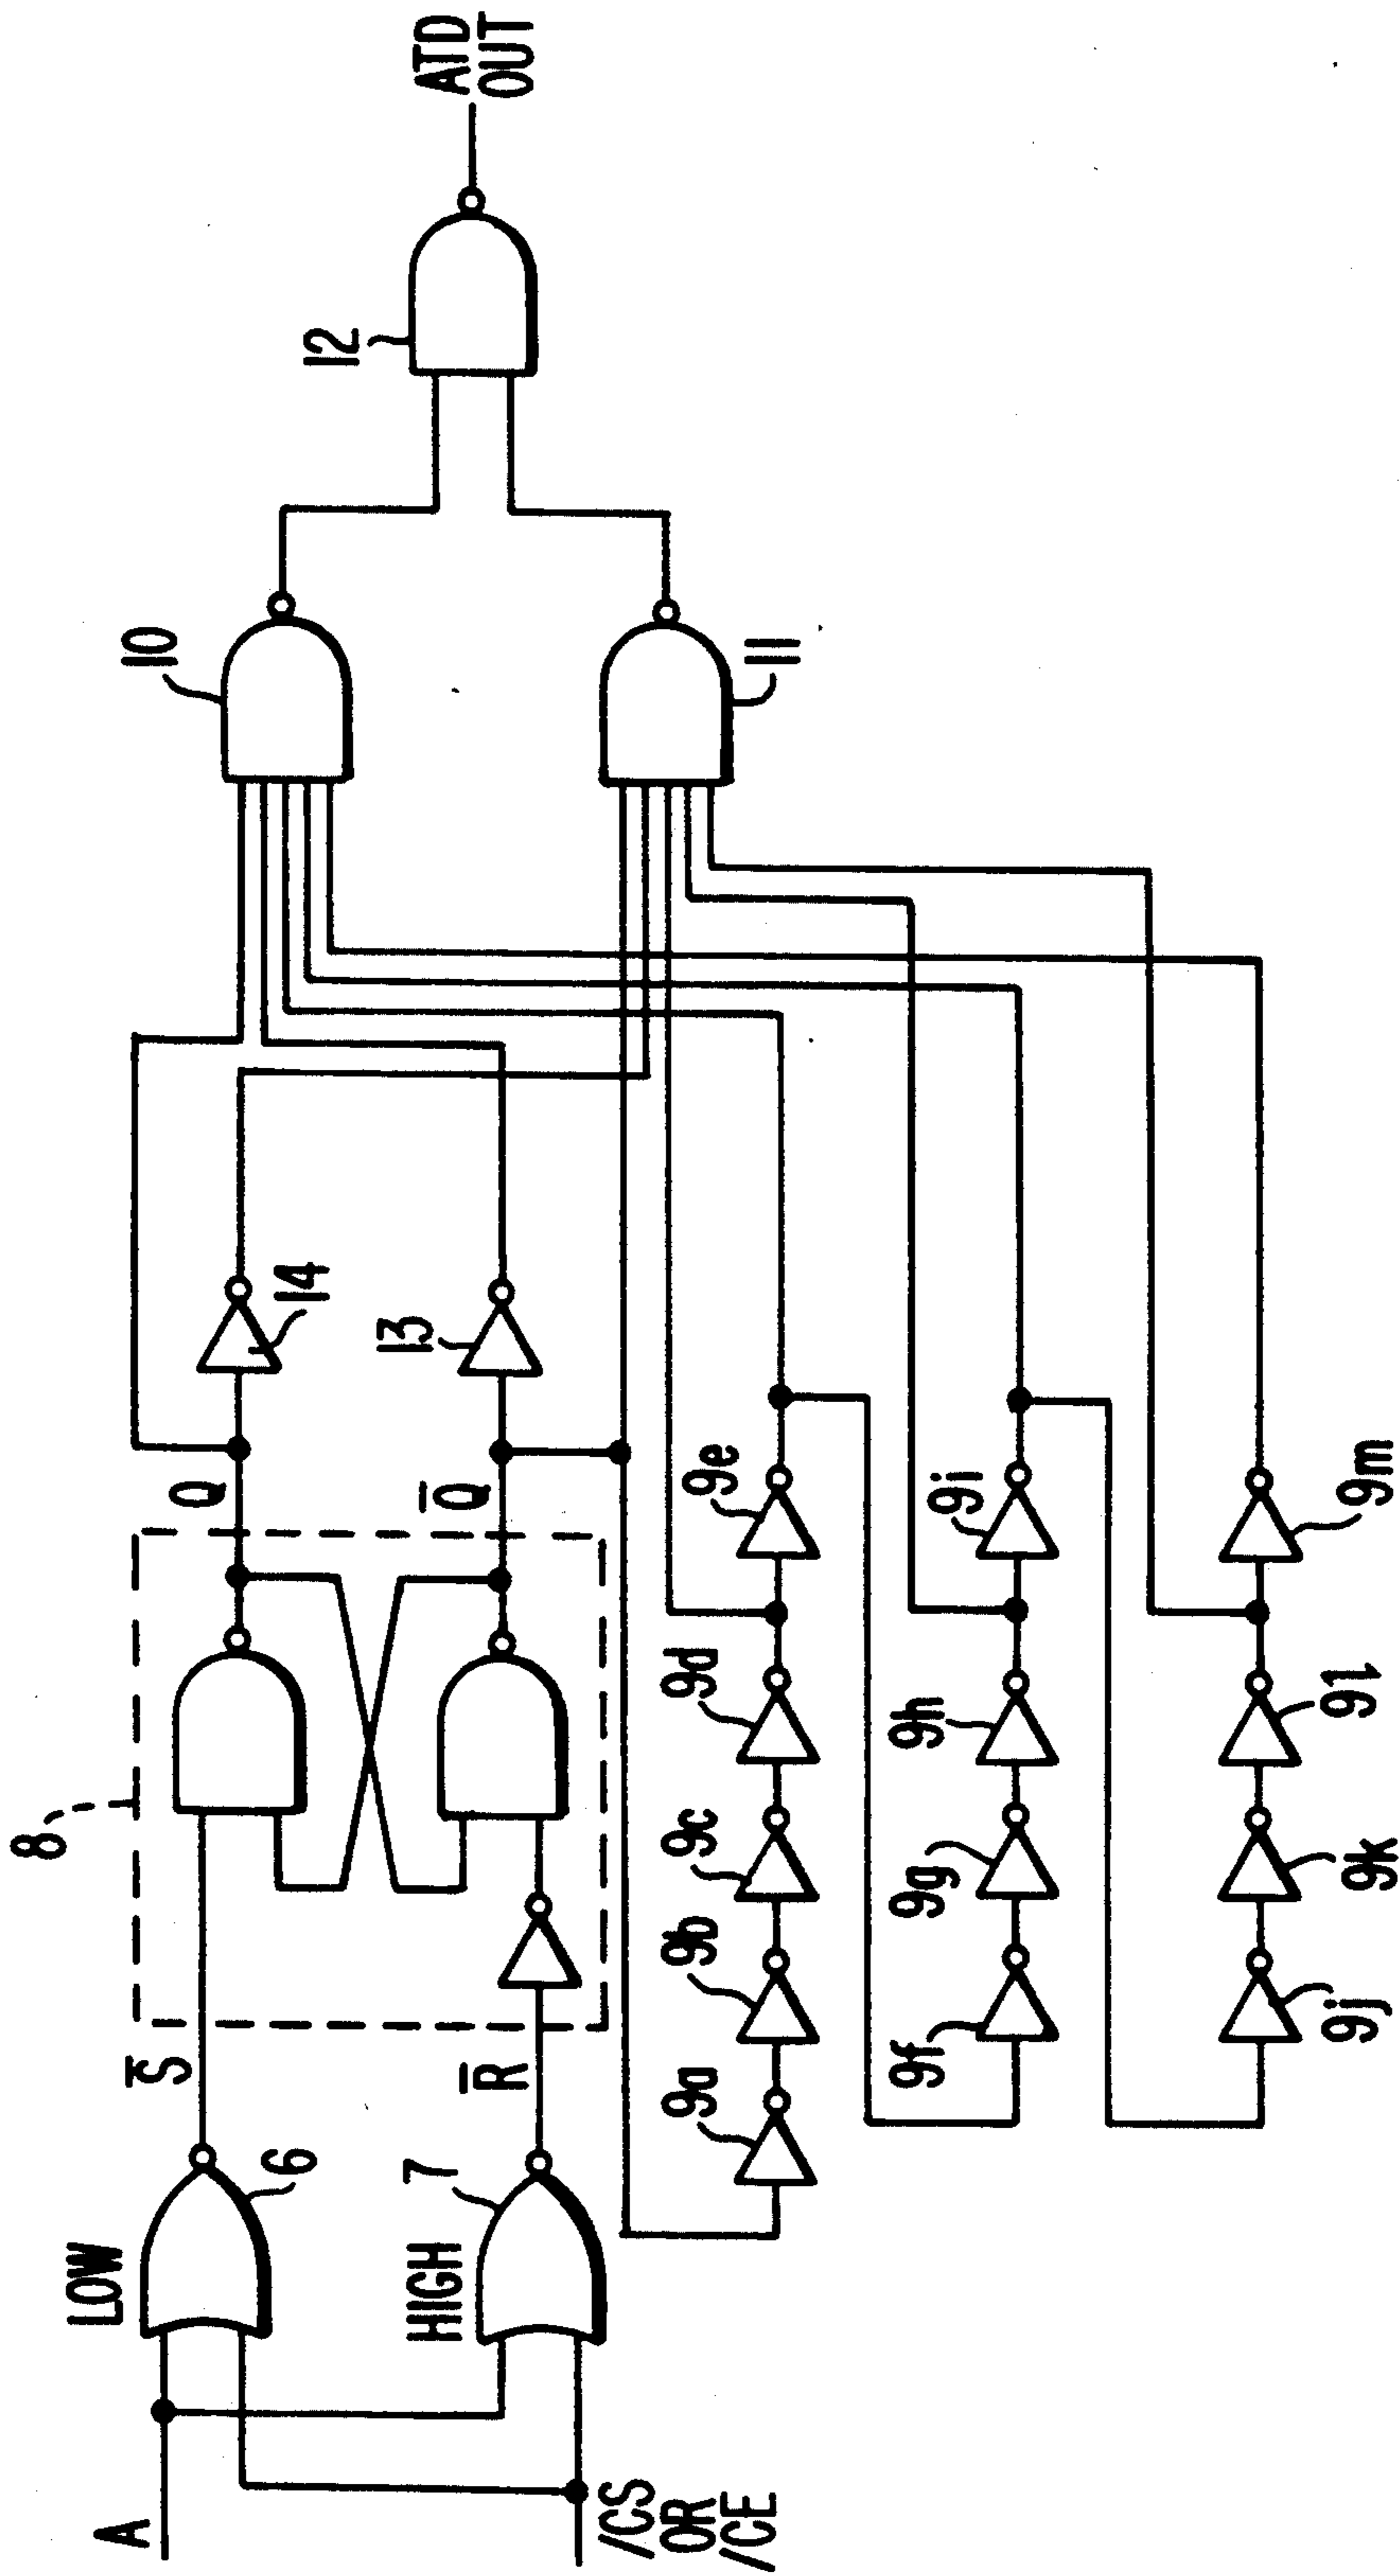 A
/CS
OR
/CE
LOW
6
HIGH
7
S̅
R̅
8
Q
Q̅
14
13
9a
9b
9c
9d
9e
9f
9g
9h
9i
9j
9k
9l
9m
10
11
12
ATD
OUT